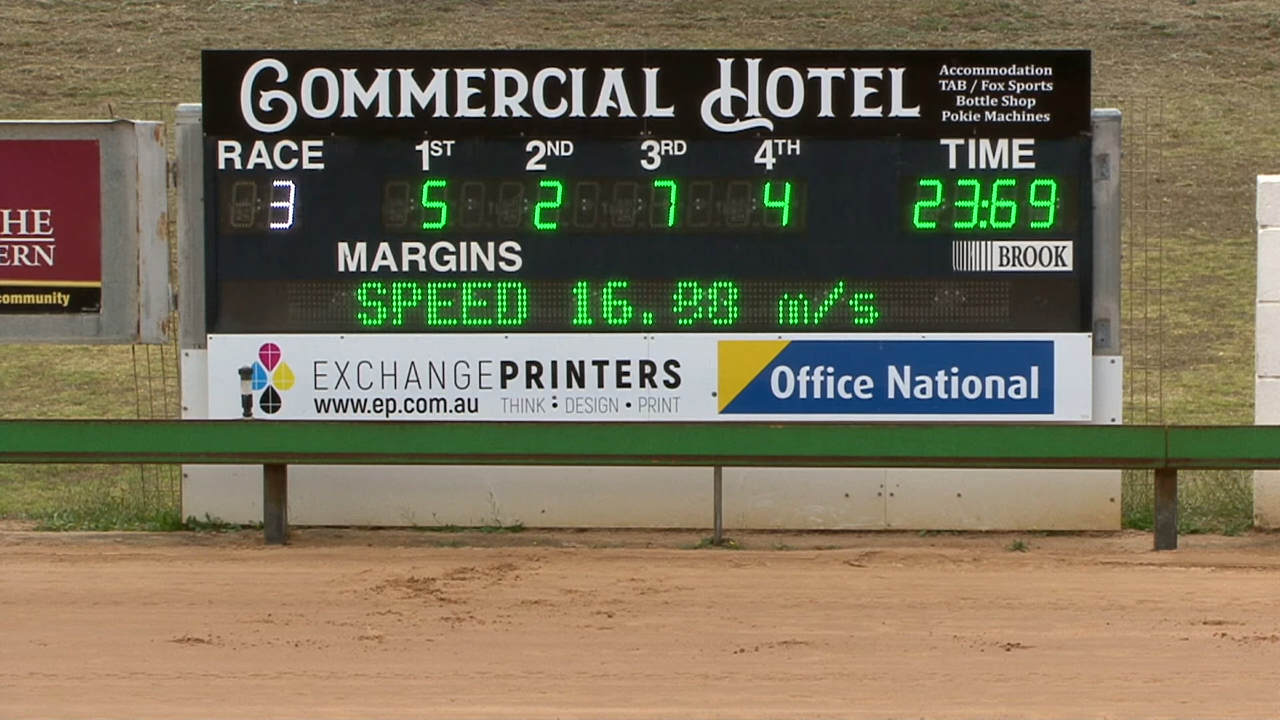 COMMERCIAL HOTEL
Accommodation
TAB / Fox Sports
Bottle Shop
Pokie Machines
RACE 1ST 2ND 3RD 4TH TIME
3 5 2 7 4 23:69
MARGINS
BROOK
SPEED m/s
HE
ERN
community
EXCHANGEPRINTERS
www.ep.com.au THINK • DESIGN • PRINT
Office National